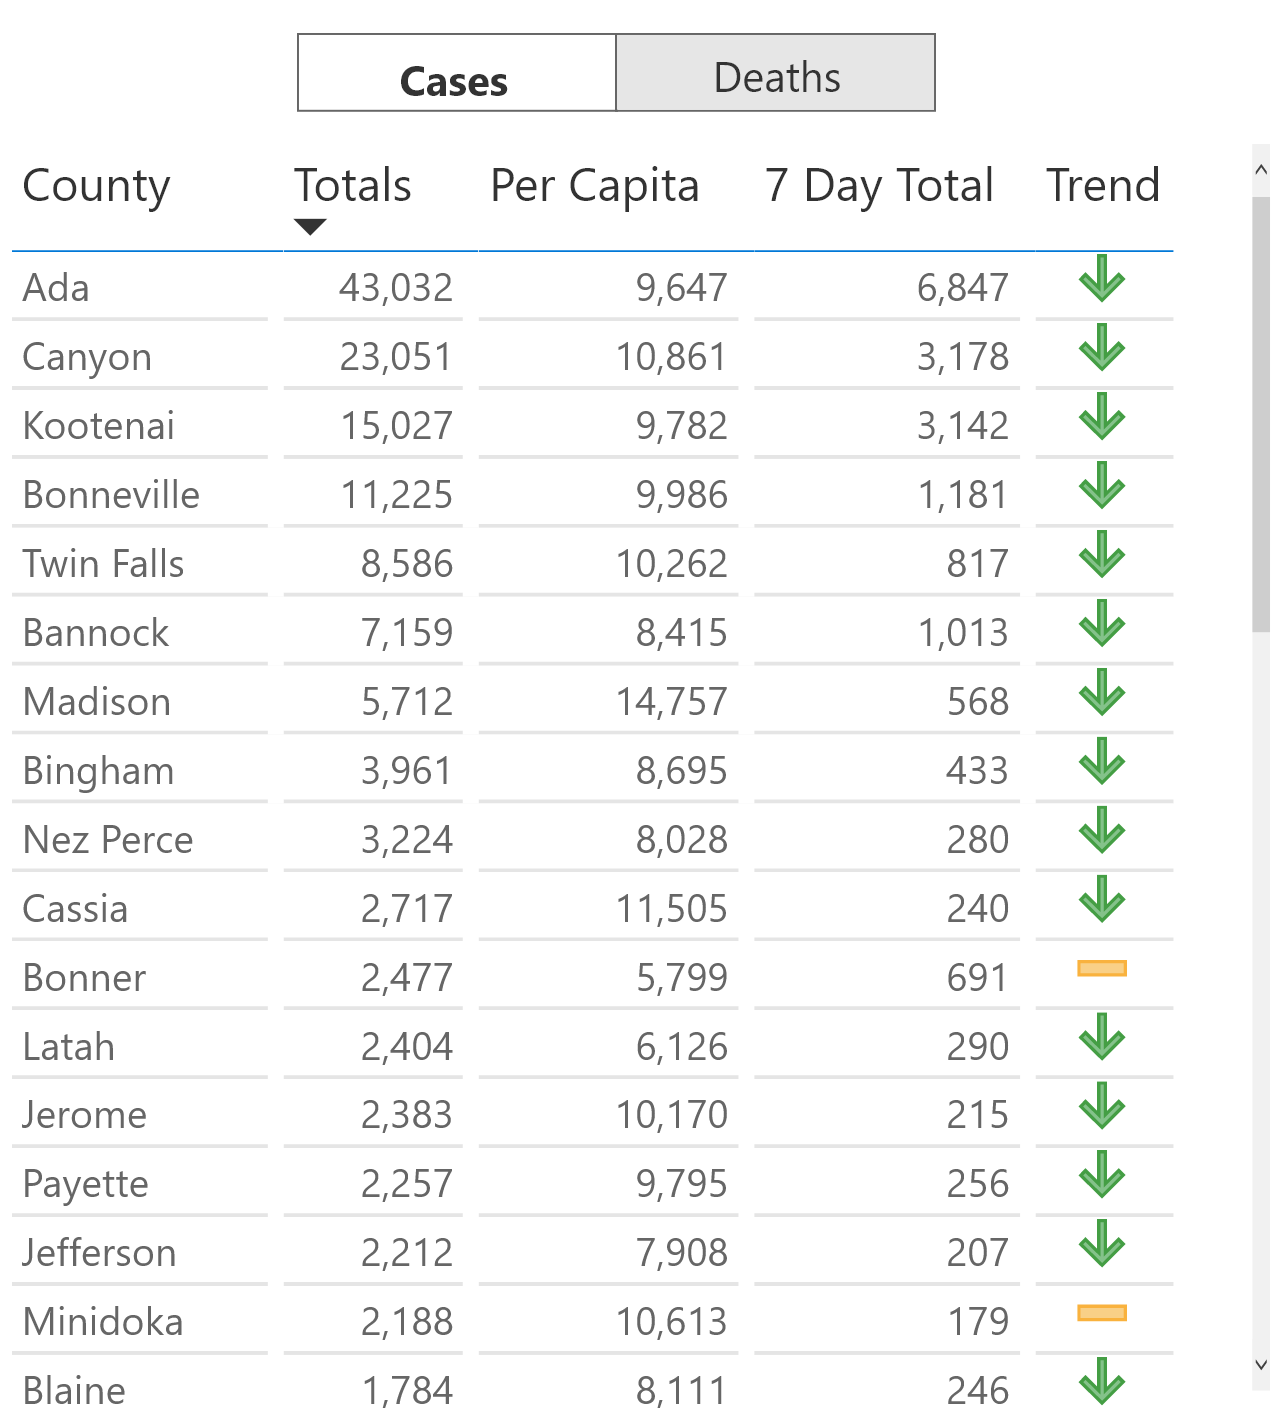 Cases Deaths
County Totals Per Capita 7 Day Total Trend
Ada 43,032 9,647 6,847
Canyon 23,051 10,861 3,178
Kootenai 15,027 9,782 3,142
Bonneville 11,225 9,986 1,181
Twin Falls 8,586 10,262 817
Bannock 7,159 8,415 1,013
Madison 5,712 14,757 568
Bingham 3,961 8,695 433
Nez Perce 3,224 8,028 280
Cassia 2,717 11,505 240
Bonner 2,477 5,799 691
Latah 2,404 6,126 290
Jerome 2,383 10,170 215
Payette 2,257 9,795 256
Jefferson 2,212 7,908 207
Minidoka 2,188 10,613 179
Blaine 1,784 8,111 246